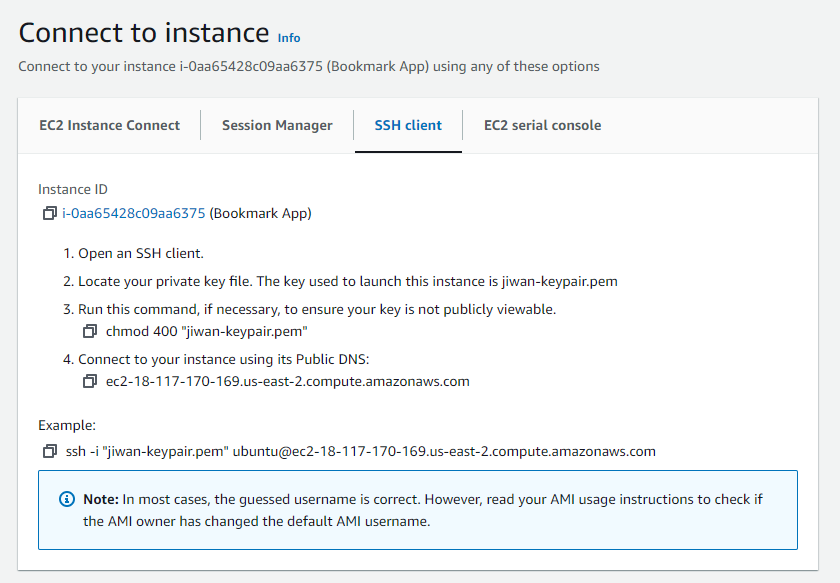 Connect to instance Info
Connect to your instance i-0aa65428c09aa6375 (Bookmark App) using any of these options
EC2 Instance Connect
Session Manager
SSH client
EC2 serial console
Instance ID
i-0aa65428c09aa6375 (Bookmark App)
1. Open an SSH client.
2. Locate your private key file. The key used to launch this instance is jiwan-keypair.pem
3. Run this command, if necessary, to ensure your key is not publicly viewable.
chmod 400 "jiwan-keypair.pem"
4. Connect to your instance using its Public DNS:
ec2-18-117-170-169.us-east-2.compute.amazonaws.com
Example:
ssh -i "jiwan-keypair.pem" ubuntu@ec2-18-117-170-169.us-east-2.compute.amazonaws.com
Note: In most cases, the guessed username is correct. However, read your AMI usage instructions to check if
the AMI owner has changed the default AMI username.